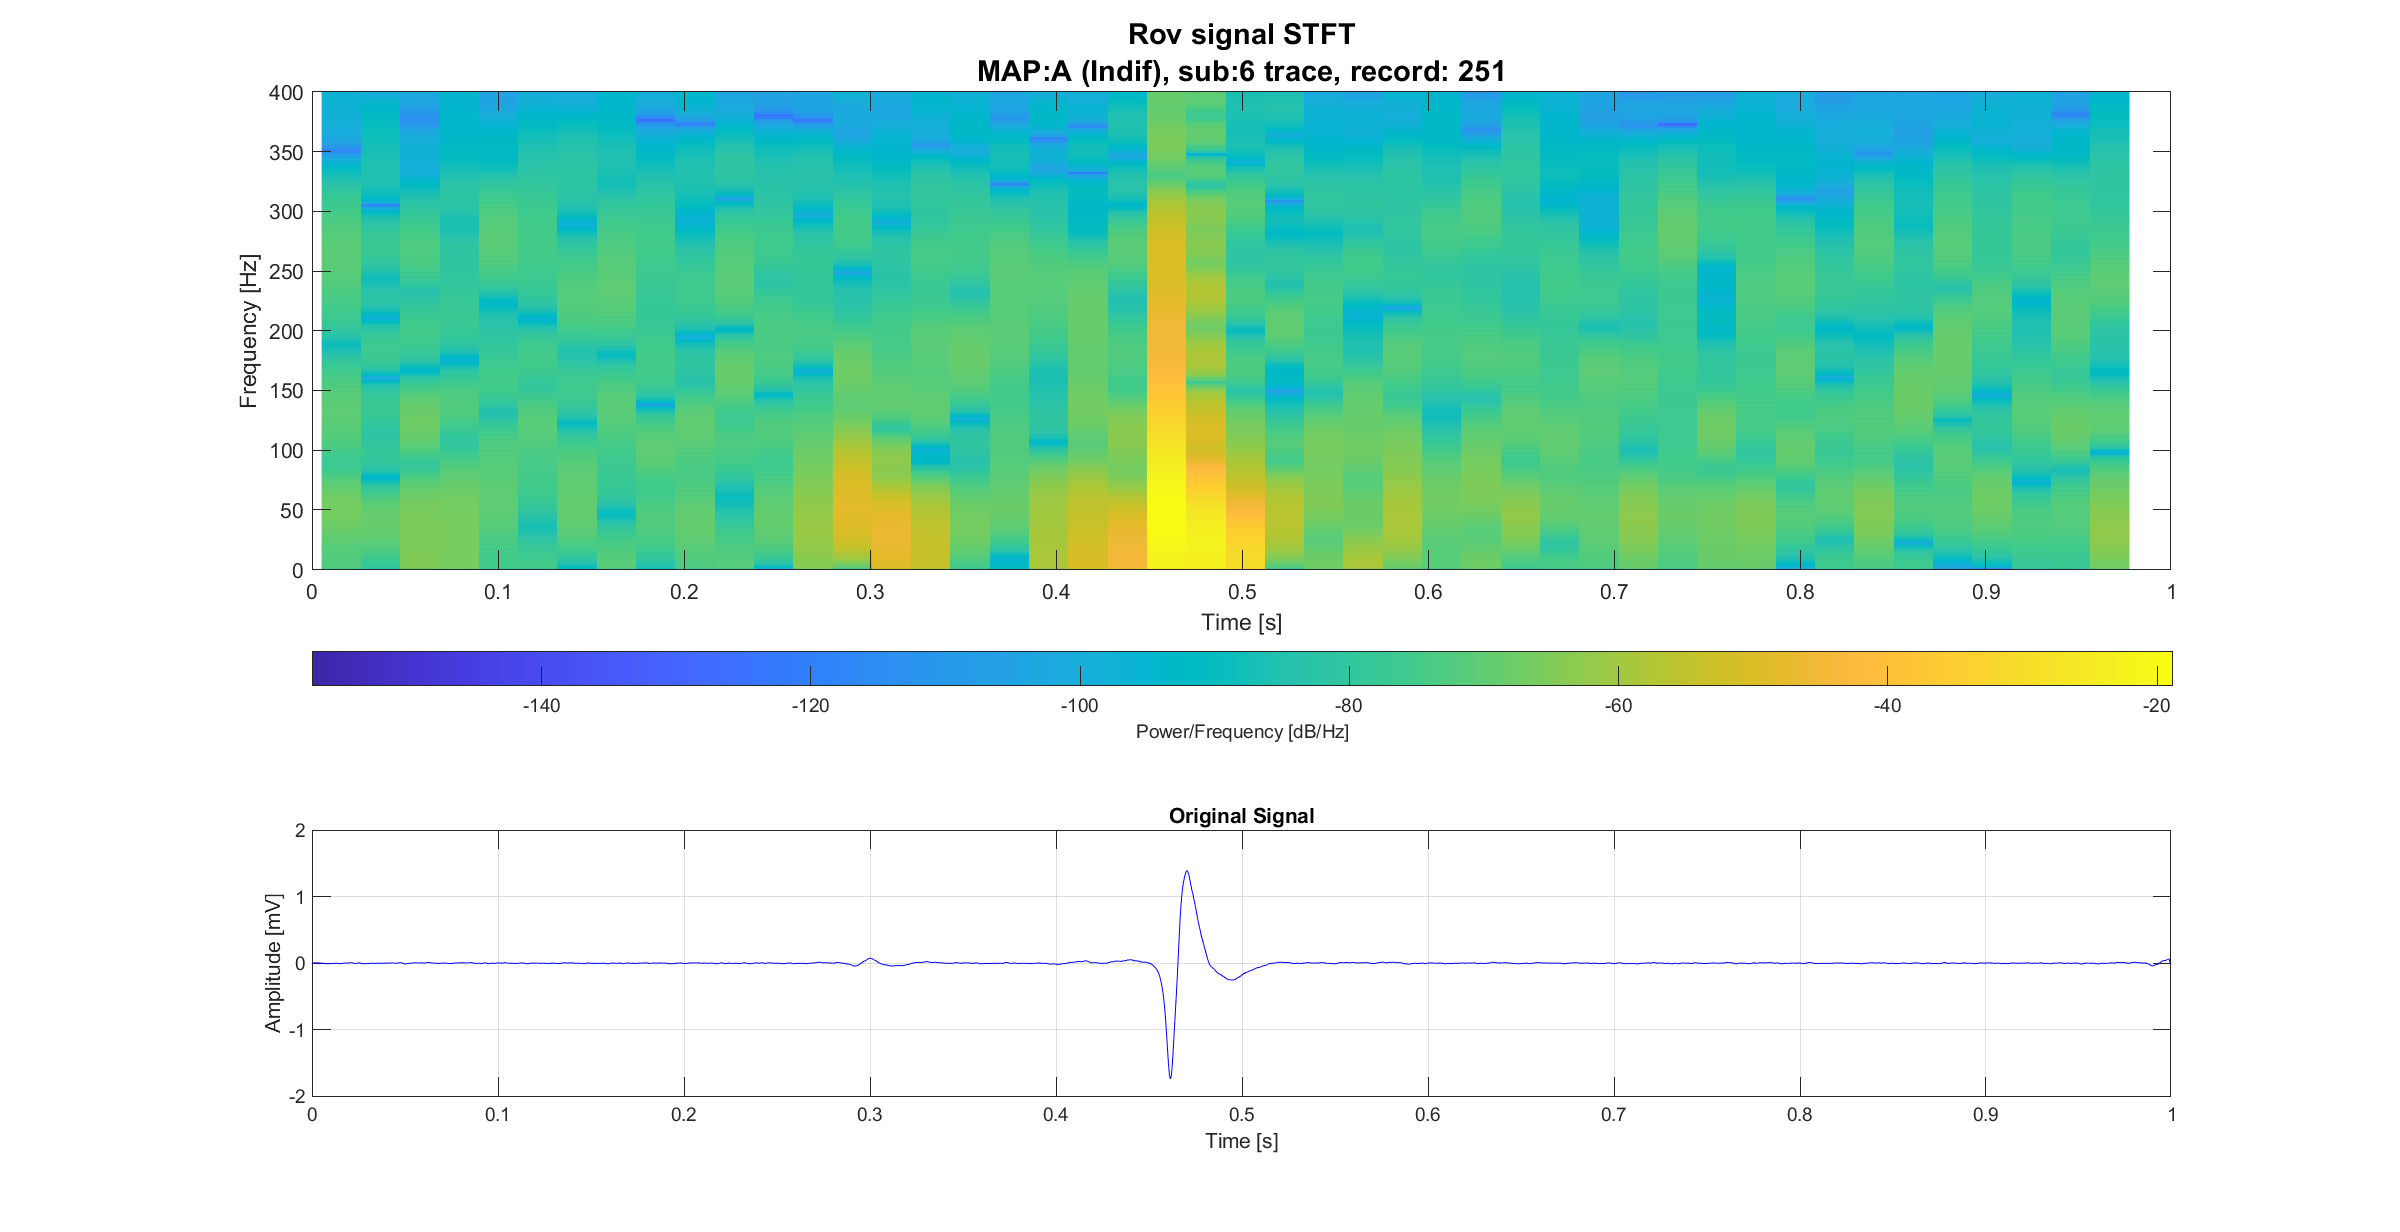 Rov signal STFT
MAP:A (Indif), sub:6 trace, record: 251
400
350
300
250
200
150
100
50
0
Frequency [Hz]
0 0.1 0.2 0.3 0.4 0.5 0.6 0.7 0.8 0.9 1
Time [s]
-140 -120 -100 -80 -60 -40 -20
Power/Frequency [dB/Hz]
Original Signal
2
1
0
-1
-2
Amplitude [mV]
0 0.1 0.2 0.3 0.4 0.5 0.6 0.7 0.8 0.9 1
Time [s]